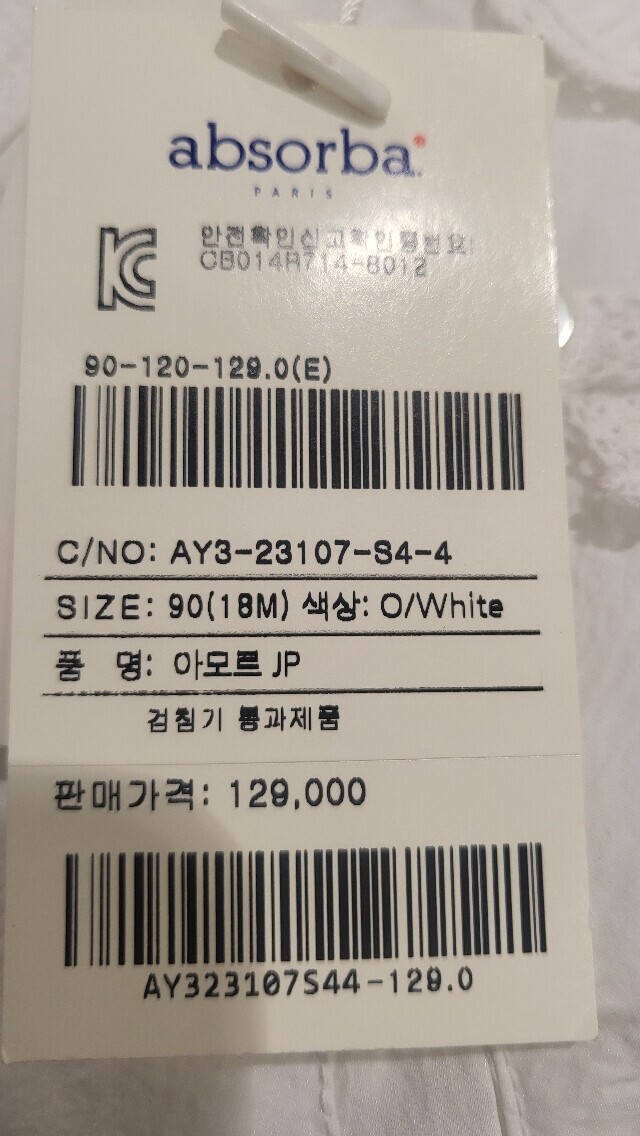 absorba
PARIS
안전확인신고확인증번호:
CB014R714-8012
90-120-129.0(E)
C/NO: AY3-23107-S4-4
SIZE: 90(18M) 색상: O/White
품 명: 아모르 JP
검침기 통과제품
판매가격: 129,000
AY323107S44-129.0